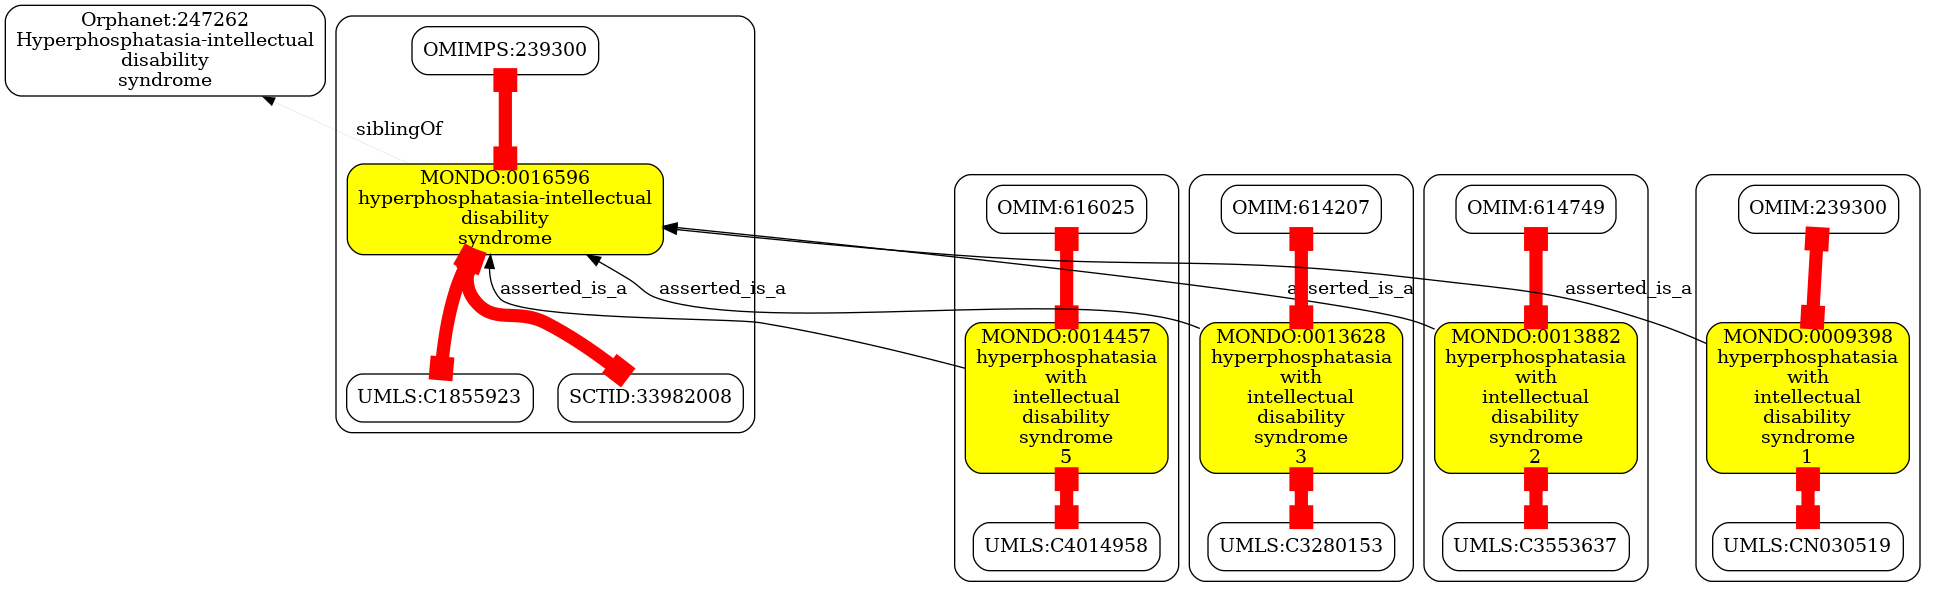 Orphanet:247262
Hyperphosphatasia-intellectual
disability
syndrome
OMIMPS:239300
siblingOf
MONDO:0016596
hyperphosphatasia-intellectual
disability
syndrome
OMIM:616025
OMIM:614207
OMIM:614749
OMIM:239300
asserted_is_a
asserted_is_a
asserted_is_a
asserted_is_a
UMLS:C1855923
SCTID:33982008
MONDO:0014457
hyperphosphatasia
with
intellectual
disability
syndrome
5
MONDO:0013628
hyperphosphatasia
with
intellectual
disability
syndrome
3
MONDO:0013882
hyperphosphatasia
with
intellectual
disability
syndrome
2
MONDO:0009398
hyperphosphatasia
with
intellectual
disability
syndrome
1
UMLS:C4014958
UMLS:C3280153
UMLS:C3553637
UMLS:CN030519